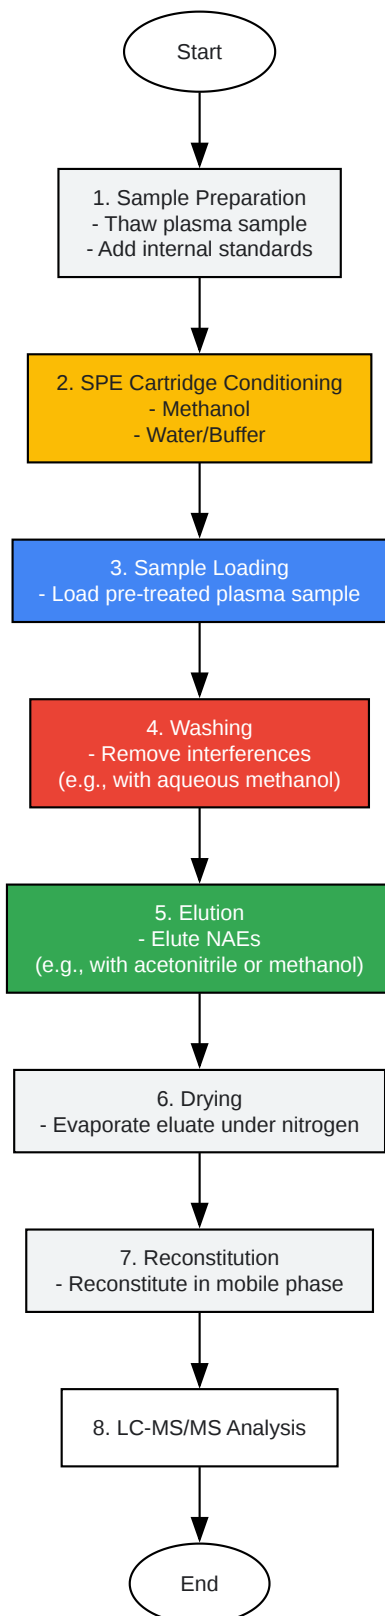 Start
1. Sample Preparation
- Thaw plasma sample
- Add internal standards
2. SPE Cartridge Conditioning
- Methanol
- Water/Buffer
3. Sample Loading
- Load pre-treated plasma sample
4. Washing
- Remove interferences
(e.g., with aqueous methanol)
5. Elution
- Elute NAEs
(e.g., with acetonitrile or methanol)
6. Drying
- Evaporate eluate under nitrogen
7. Reconstitution
- Reconstitute in mobile phase
8. LC-MS/MS Analysis
End